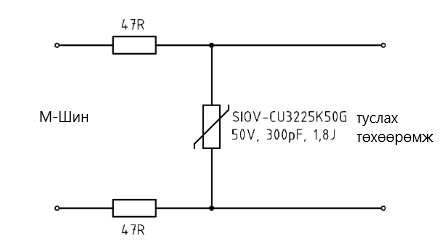 47R
М-Шин
SIOV-CU3225K50G
50V, 300pF, 1,8J
туслах
төхөөрөмж
47R